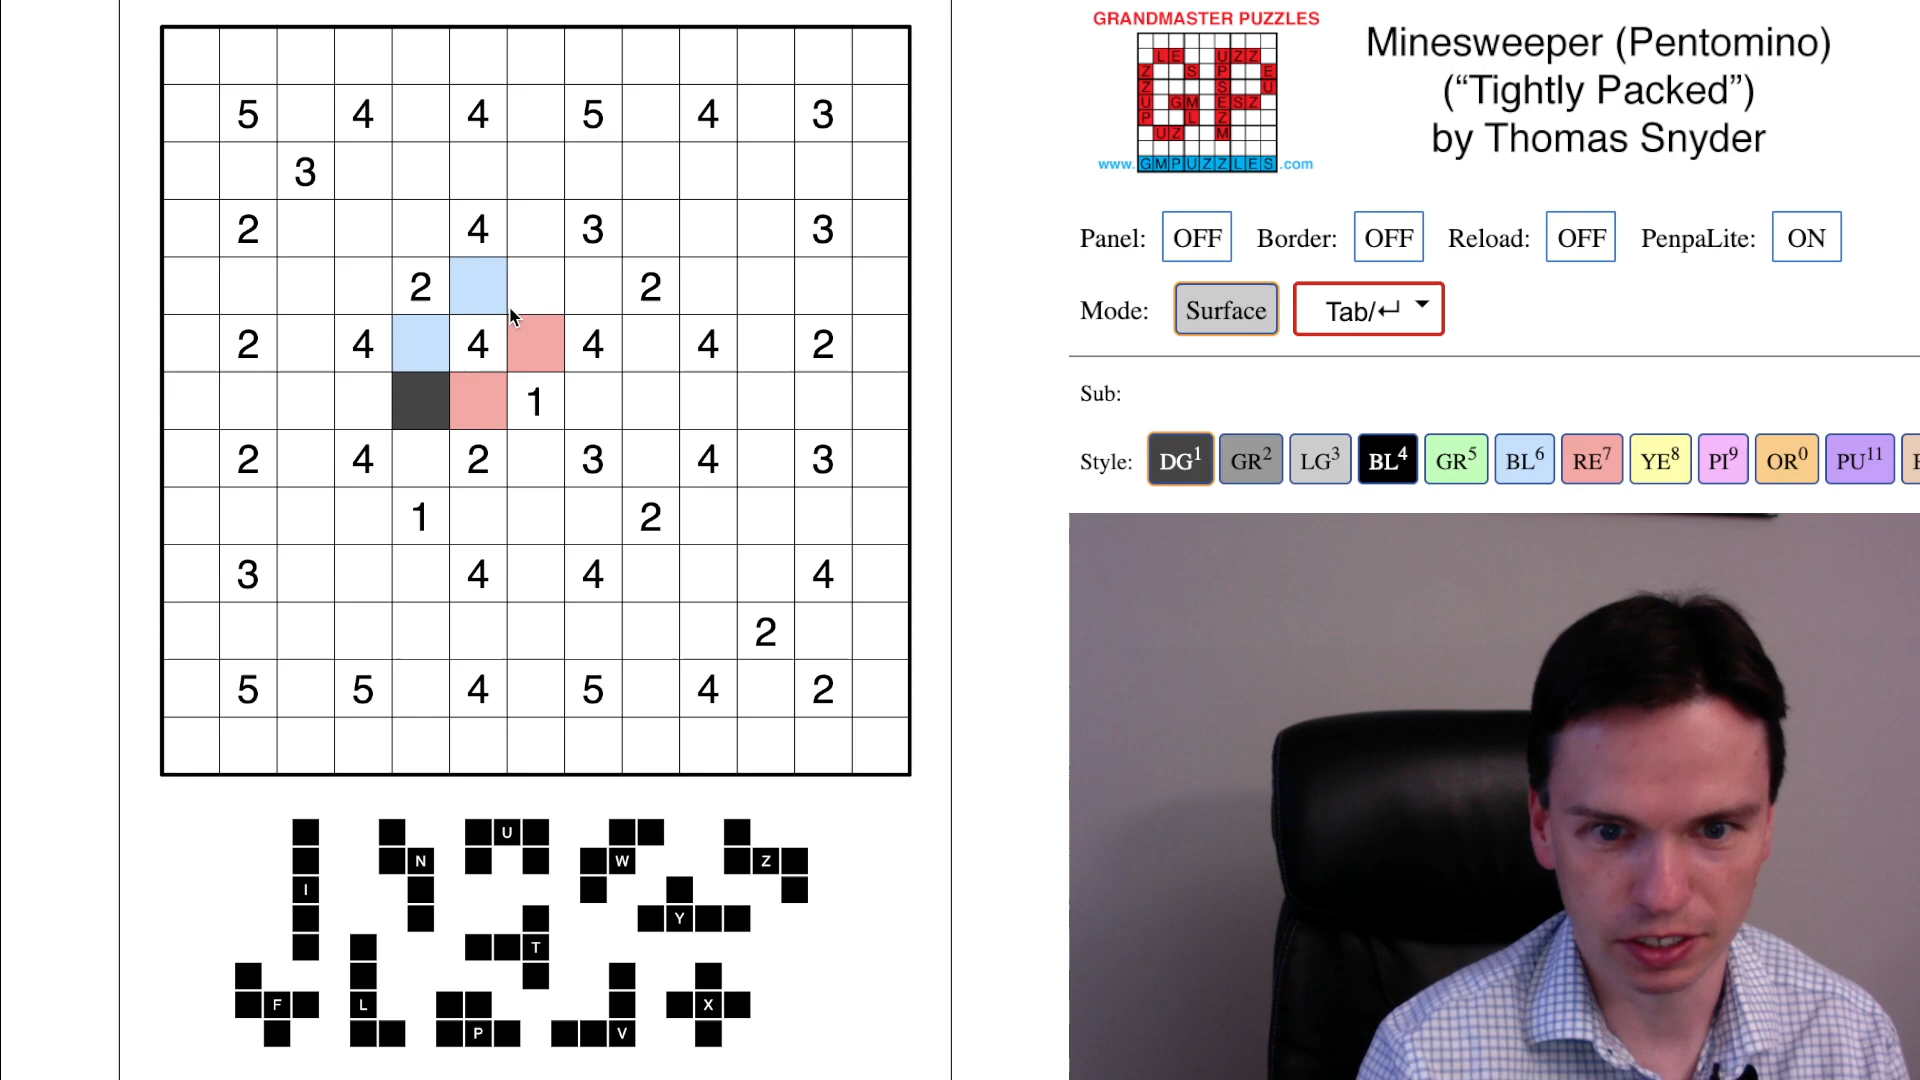 GRANDMASTER PUZZLES
L E U Z Z
Z S P E
Z S U
U G M E S Z
P L Z
U Z M
www. G M P U Z Z L E S .com
Minesweeper (Pentomino)
(“Tightly Packed”)
by Thomas Snyder
Panel: OFF Border: OFF Reload: OFF PenpaLite: ON
Mode: Surface Tab/↵
Sub:
Style: DG1 GR2 LG3 BL4 GR5 BL6 RE7 YE8 PI9 OR0 PU11
5 4 4 5 4 3
3
2 4 3 3
2 2
2 4 4 4 4 2
1
2 4 2 3 4 3
1 2
3 4 4 4
2
5 5 4 5 4 2
U
N W Z
I
Y
T
F L P V X